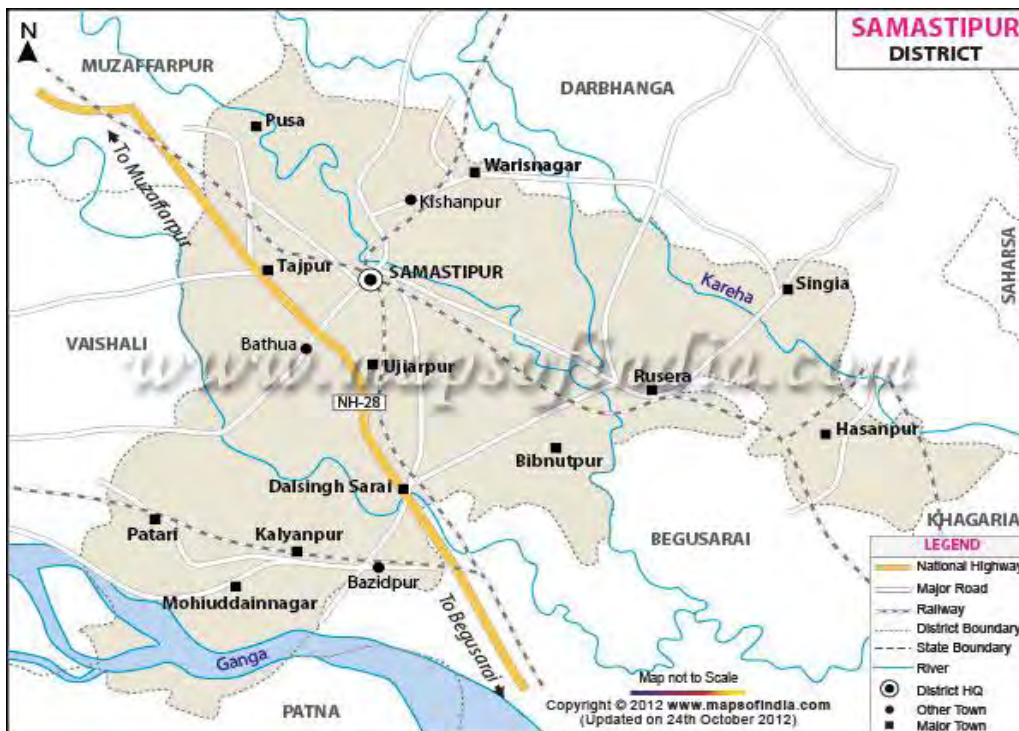 SAMASTIPUR
DISTRICT
N
MUZAFFARPUR
DARBHANGA
Pusa
To Muzaffarpur
Warisnagar
Kishanpur
SAHARSA
Tajpur
SAMASTIPUR
Kareha
Singia
VAISHALI
Bathua
Ujiarpur
www.mapsofindia.com
Rusera
NH-28
Hasanpur
Bibnutpur
Dalsingh Sarai
Patari
Kalyanpur
BEGUSARAI
KHAGARIA
Bazidpur
Mohiuddainnagar
To Begusarai
Ganga
PATNA
LEGEND
National Highway
Major Road
Railway
District Boundary
State Boundary
River
District HQ
Other Town
Major Town
Map not to Scale
Copyright © 2012 www.mapsofindia.com
(Updated on 24th October 2012)